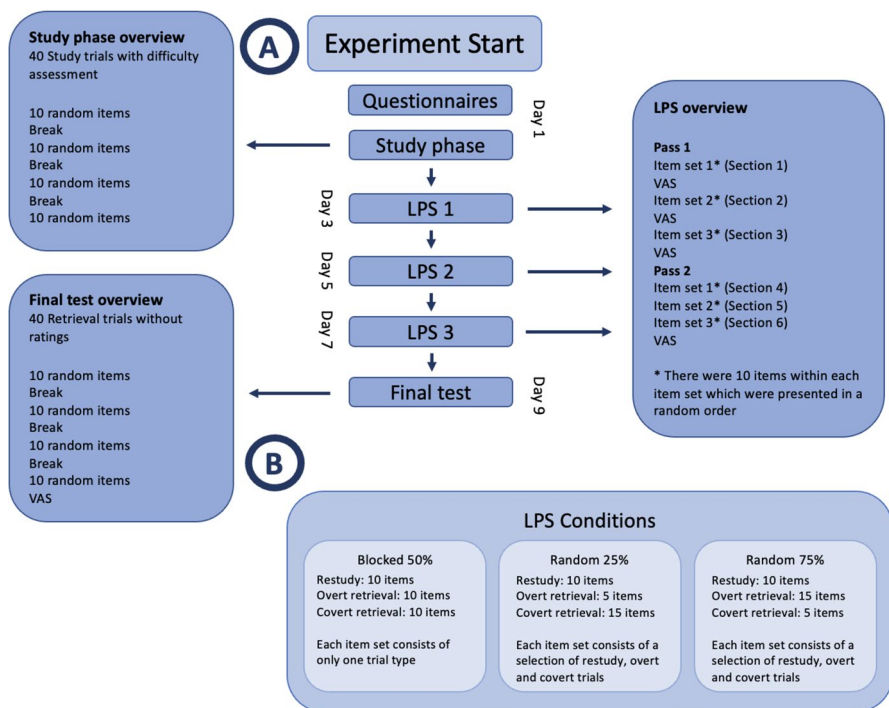 Study phase overview
40 Study trials with difficulty
assessment
10 random items
Break
10 random items
Break
10 random items
Break
10 random items
A
Experiment Start
Questionnaires
Day 1
Study phase
Day 3
LPS 1
Day 5
LPS 2
Day 7
LPS 3
Final test
Day 9
LPS overview
Pass 1
Item set 1* (Section 1)
VAS
Item set 2* (Section 2)
VAS
Item set 3* (Section 3)
VAS
Pass 2
Item set 1* (Section 4)
Item set 2* (Section 5)
Item set 3* (Section 6)
VAS
* There were 10 items within each
item set which were presented in a
random order
Final test overview
40 Retrieval trials without
ratings
10 random items
Break
10 random items
Break
10 random items
Break
10 random items
VAS
B
LPS Conditions
Blocked 50%
Restudy: 10 items
Overt retrieval: 10 items
Covert retrieval: 10 items
Each item set consists of
only one trial type
Random 25%
Restudy: 10 items
Overt retrieval: 5 items
Covert retrieval: 15 items
Each item set consists of a
selection of restudy, overt
and covert trials
Random 75%
Restudy: 10 items
Overt retrieval: 15 items
Covert retrieval: 5 items
Each item set consists of a
selection of restudy, overt
and covert trials